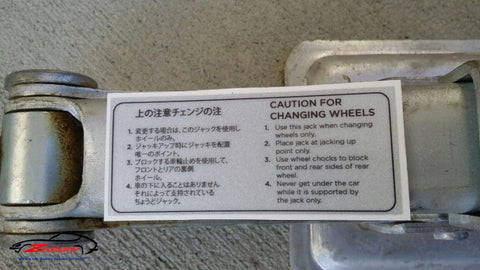 上の注意チェンジの注
1. 変更する場合は、このジャックを使用し
ホイールのみ。
2. ジャッキアップ時にジャッキを配置
唯一のポイント。
3. ブロックする車輪止めを使用して、
フロントとリアの裏側
ホイール。
4. 車の下に入ることはありません
それによって支持されている
ちょうどジャック。
CAUTION FOR
CHANGING WHEELS
1. Use this jack when changing
wheels only.
2. Place jack at jacking up
point only.
3. Use wheel chocks to block
front and rear sides of rear
wheel.
4. Never get under the car
while it is supported by
the jack only.